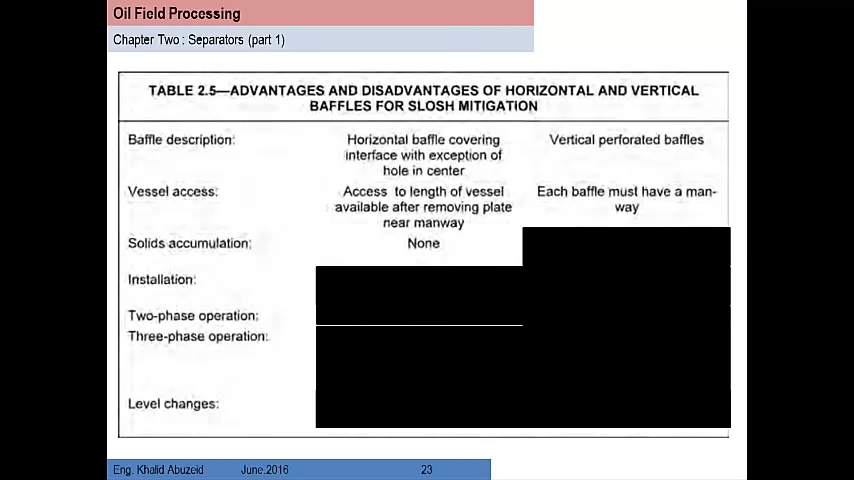 Oil Field Processing
Chapter Two : Separators (part 1)
TABLE 2.5—ADVANTAGES AND DISADVANTAGES OF HORIZONTAL AND VERTICAL
BAFFLES FOR SLOSH MITIGATION
Baffle description:
Horizontal baffle covering
interface with exception of
hole in center
Vertical perforated baffles
Vessel access:
Access to length of vessel
available after removing plate
near manway
Each baffle must have a man-
way
Solids accumulation:
None
Installation:
Two-phase operation:
Three-phase operation:
Level changes:
Eng. Khalid Abuzeid June.2016 23